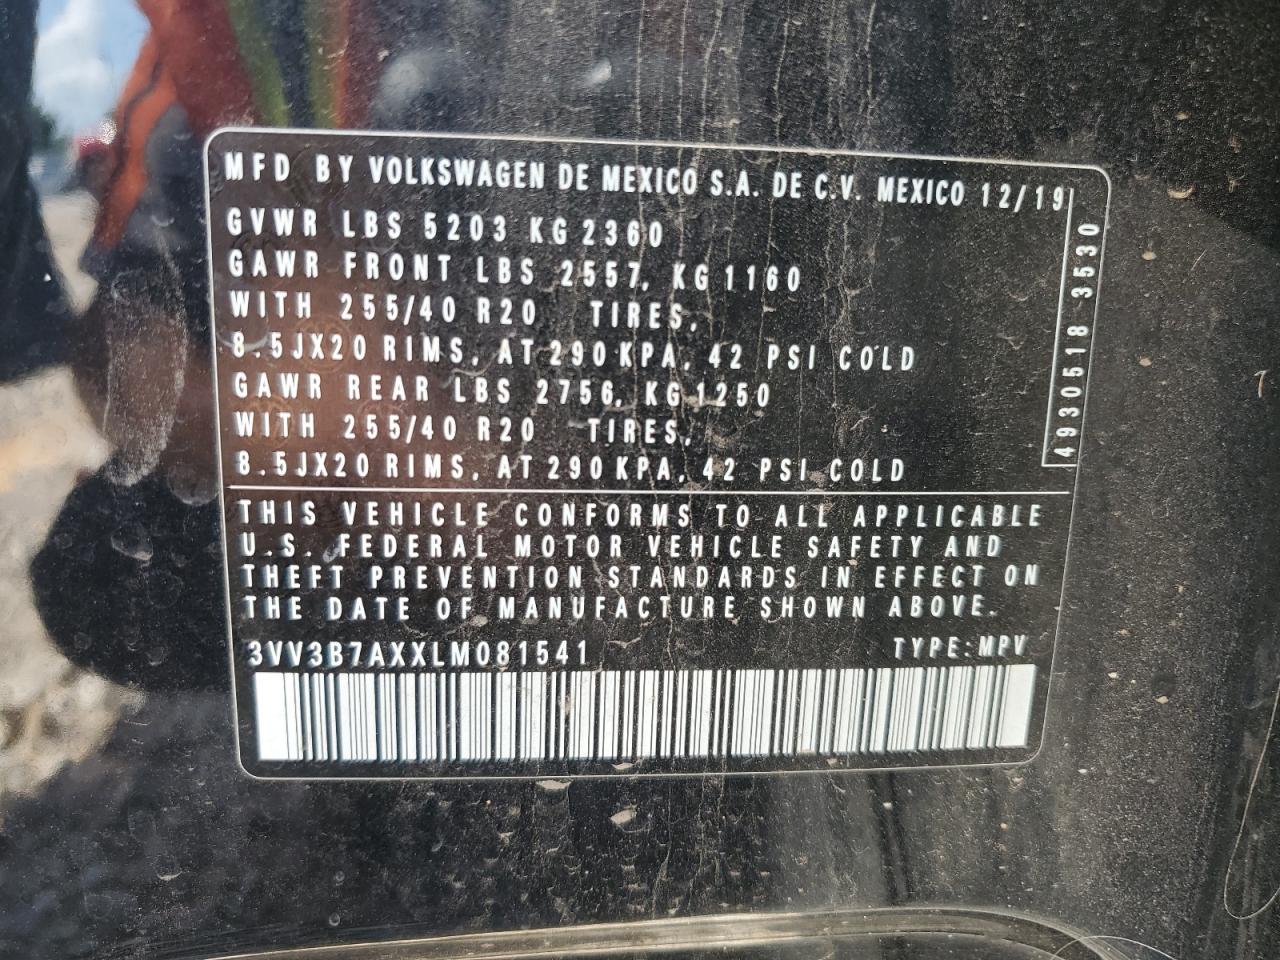 MFD BY VOLKSWAGEN DE MEXICO S.A. DE C.V. MEXICO 12/19
GVWR LBS 5203 KG 2360
GAWR FRONT LBS 2557, KG 1160
WITH 255/40 R20 TIRES,
8.5JX20 RIMS, AT 290 KPA, 42 PSI COLD
GAWR REAR LBS 2756, KG 1250
WITH 255/40 R20 TIRES,
8.5JX20 RIMS, AT 290 KPA, 42 PSI COLD
4930518 3530
THIS VEHICLE CONFORMS TO ALL APPLICABLE
U.S. FEDERAL MOTOR VEHICLE SAFETY AND
THEFT PREVENTION STANDARDS IN EFFECT ON
THE DATE OF MANUFACTURE SHOWN ABOVE.
3VV3B7AXXLM081541 TYPE: MPV